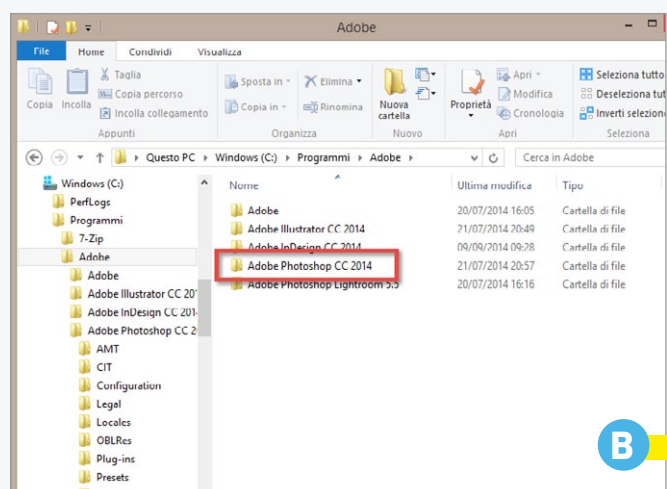 Adobe
File Home Condividi Visualizza
Copia
Incolla
Taglia
Copia percorso
Incolla collegamento
Appunti
Sposta in
Copia in
Elimina
Rinomina
Organizza
Nuova
cartella
Nuovo
Proprietà
Apri
Modifica
Cronologia
Apri
Seleziona tutto
Deseleziona tut
Inverti selezion
Seleziona
Questo PC Windows (C:) Programmi Adobe
Cerca in Adobe
Windows (C:)
PerfLogs
Programmi
7-Zip
Adobe
Adobe
Adobe Illustrator CC 201
Adobe InDesign CC 201
Adobe Photoshop CC 2
AMT
CIT
Configuration
Legal
Locales
OBLRes
Plug-ins
Presets
Nome Ultima modifica Tipo
Adobe 20/07/2014 16:05 Cartella di file
Adobe Illustrator CC 2014 21/07/2014 20:49 Cartella di file
Adobe InDesign CC 2014 09/09/2014 09:28 Cartella di file
Adobe Photoshop CC 2014 21/07/2014 20:57 Cartella di file
Adobe Photoshop Lightroom 5.5 20/07/2014 16:16 Cartella di file
B